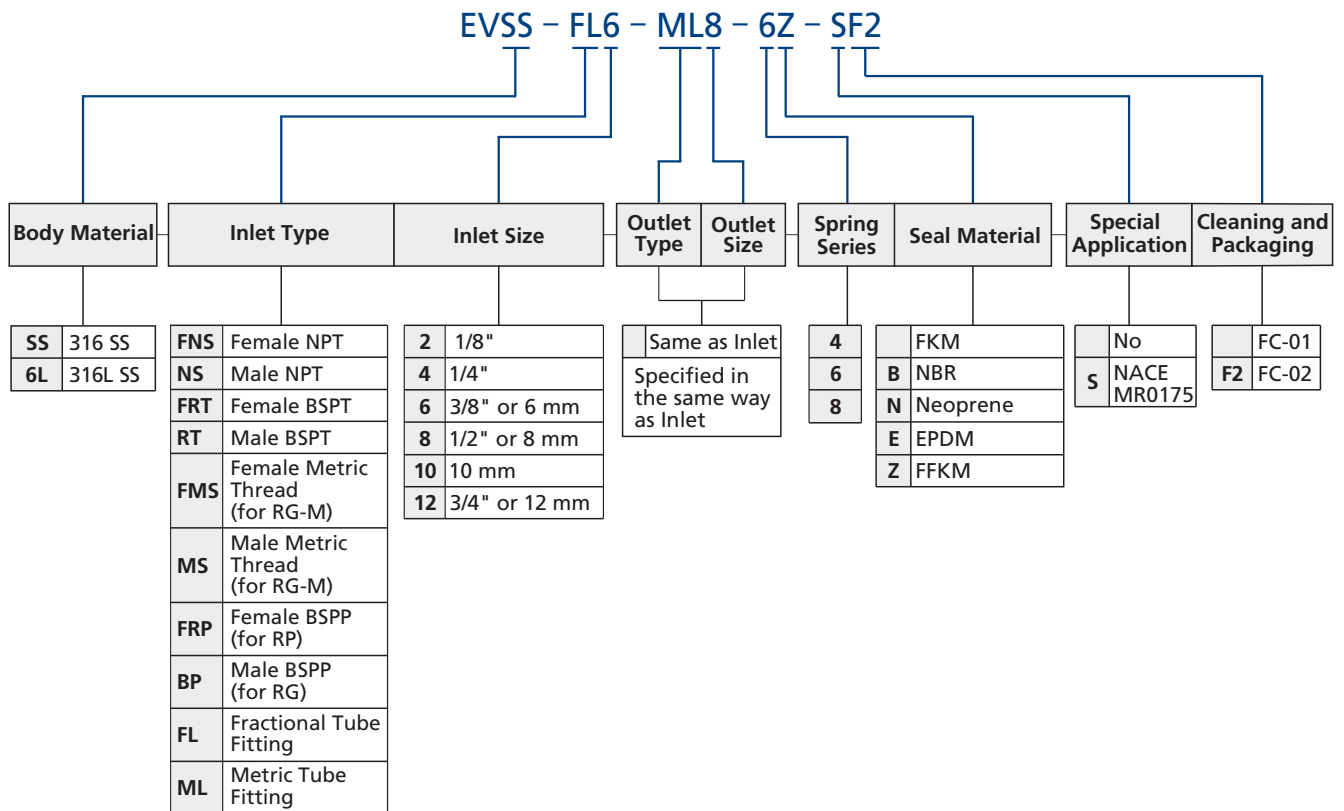 EVSS – FL6 – ML8 – 6Z – SF2
Body Material
Inlet Type
Inlet Size
Outlet
Type
Outlet
Size
Spring
Series
Seal Material
Special
Application
Cleaning and
Packaging
SS 316 SS
6L 316L SS
FNS Female NPT
NS Male NPT
FRT Female BSPT
RT Male BSPT
FMS Female Metric
Thread
(for RG-M)
MS Male Metric
Thread
(for RG-M)
FRP Female BSPP
(for RP)
BP Male BSPP
(for RG)
FL Fractional Tube
Fitting
ML Metric Tube
Fitting
2 1/8"
4 1/4"
6 3/8" or 6 mm
8 1/2" or 8 mm
10 10 mm
12 3/4" or 12 mm
Same as Inlet
Specified in
the same way
as Inlet
4
6
8
FKM
B NBR
N Neoprene
E EPDM
Z FFKM
No
S NACE
MR0175
FC-01
F2 FC-02